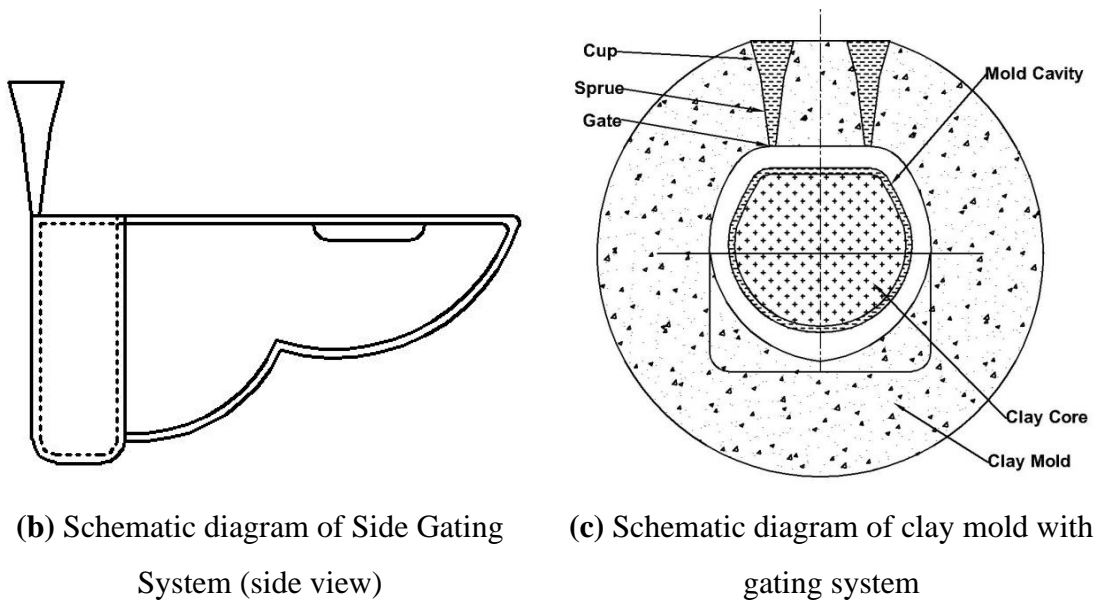 Cup
Sprue
Gate
Mold Cavity
Clay Core
Clay Mold
(b) Schematic diagram of Side Gating
System (side view)
(c) Schematic diagram of clay mold with
gating system